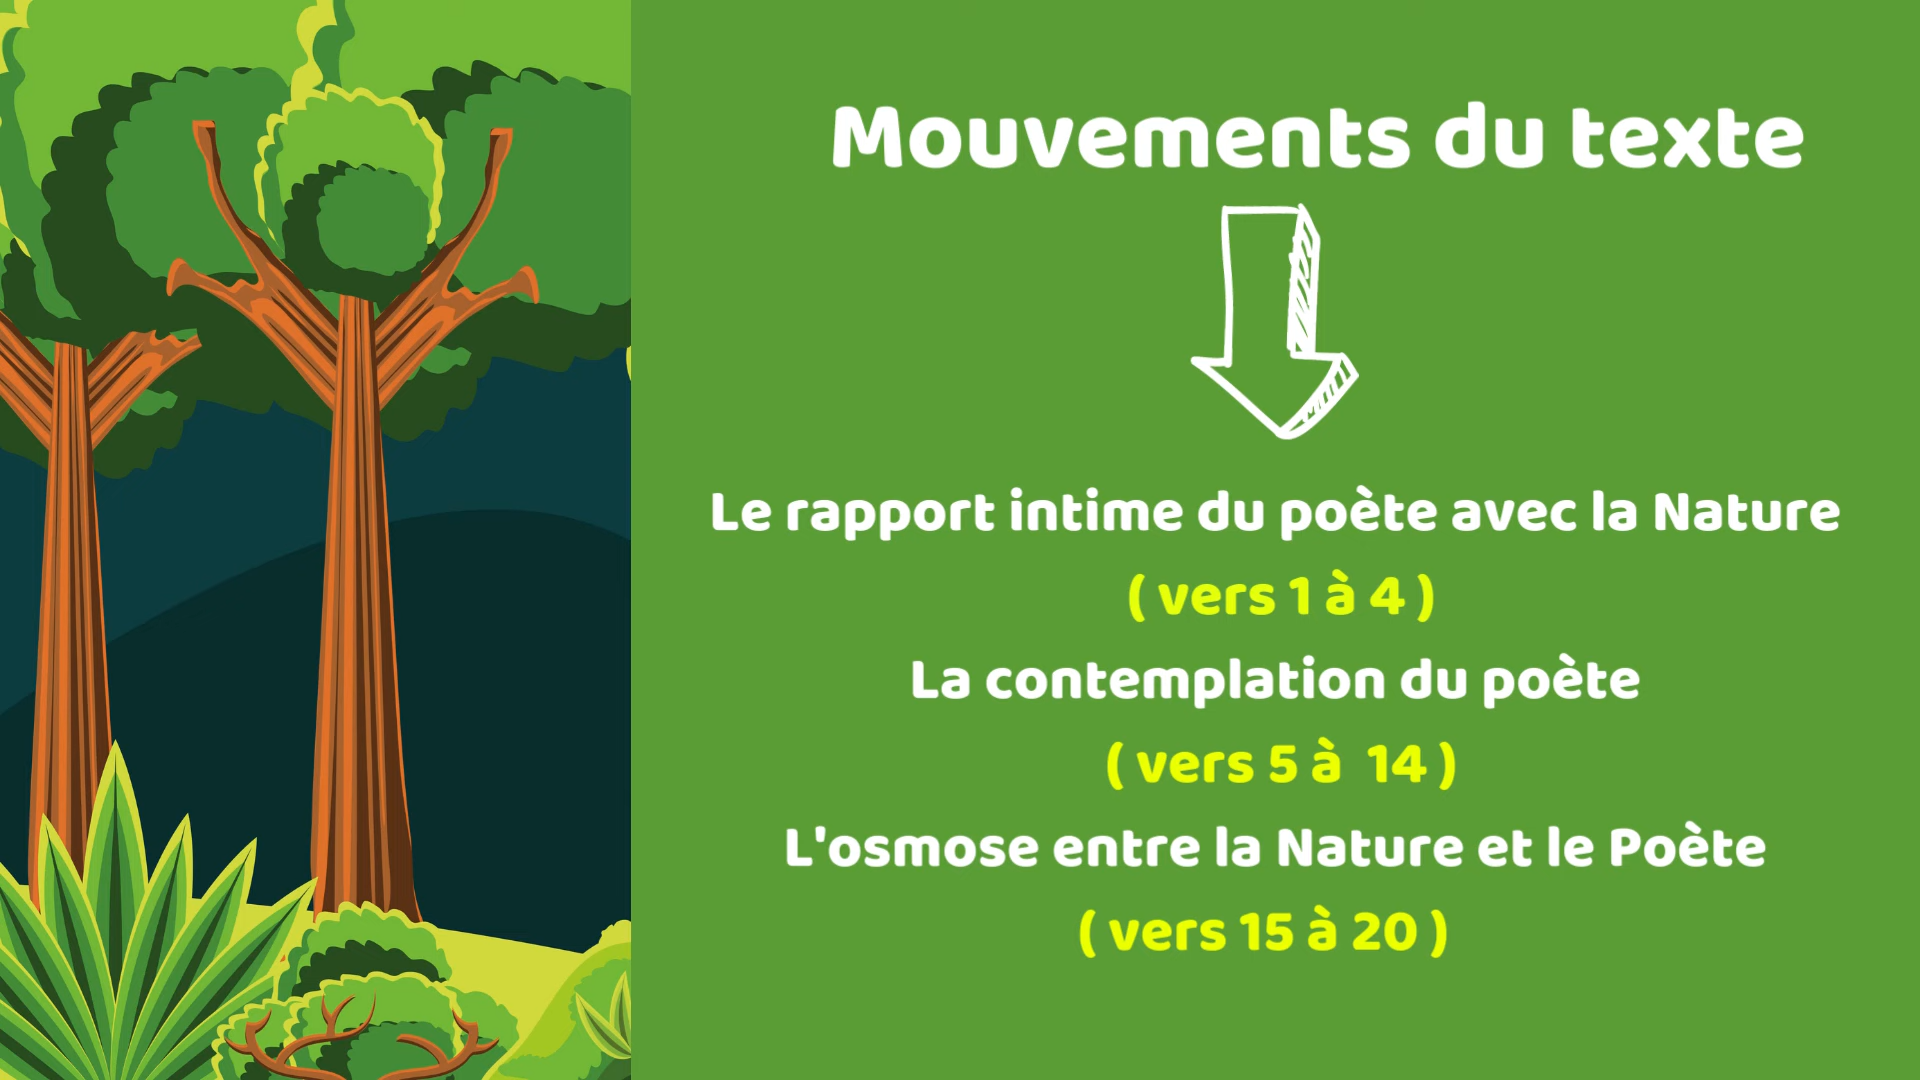 Mouvements du texte
Le rapport intime du poète avec la Nature
( vers 1 à 4 )
La contemplation du poète
( vers 5 à 14 )
L'osmose entre la Nature et le Poète
( vers 15 à 20 )